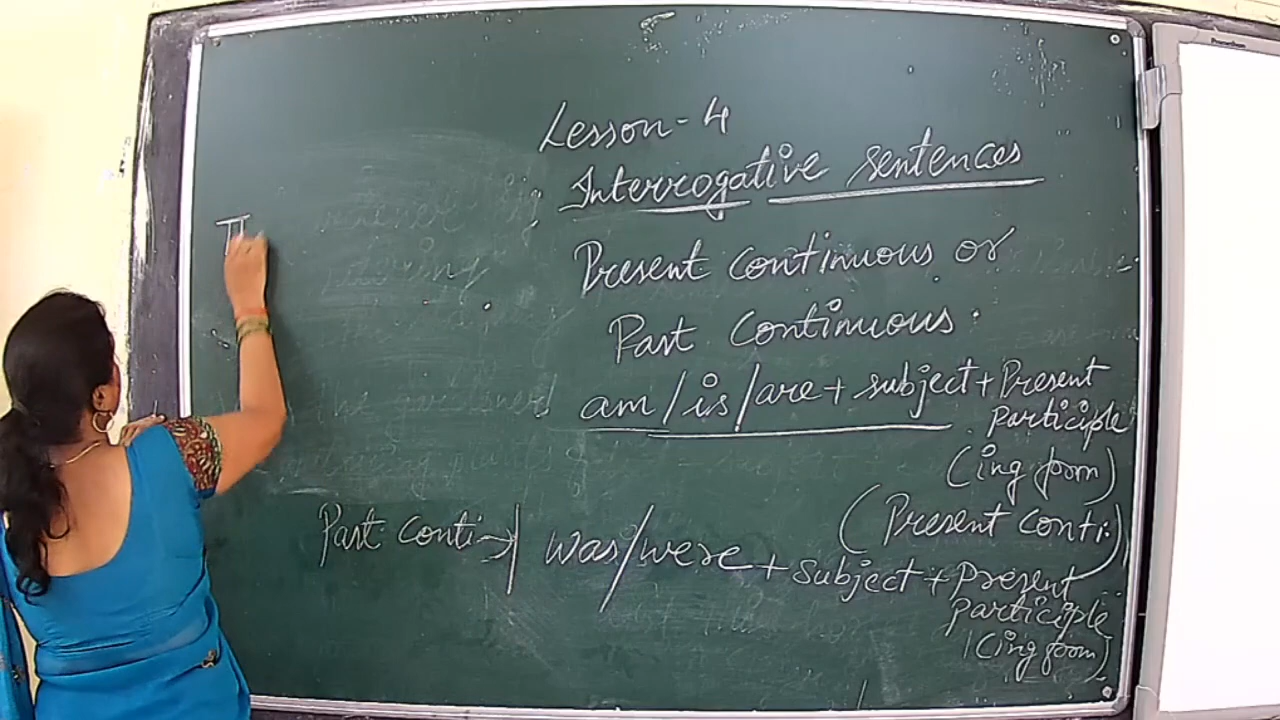 Lesson - 4
Interrogative sentences
Present continuous or
Past continuous.
am/is/are + subject + Present
Participle
(ing form)
(Present conti.)
Past conti → was/were + subject + Present
participle
(ing form)